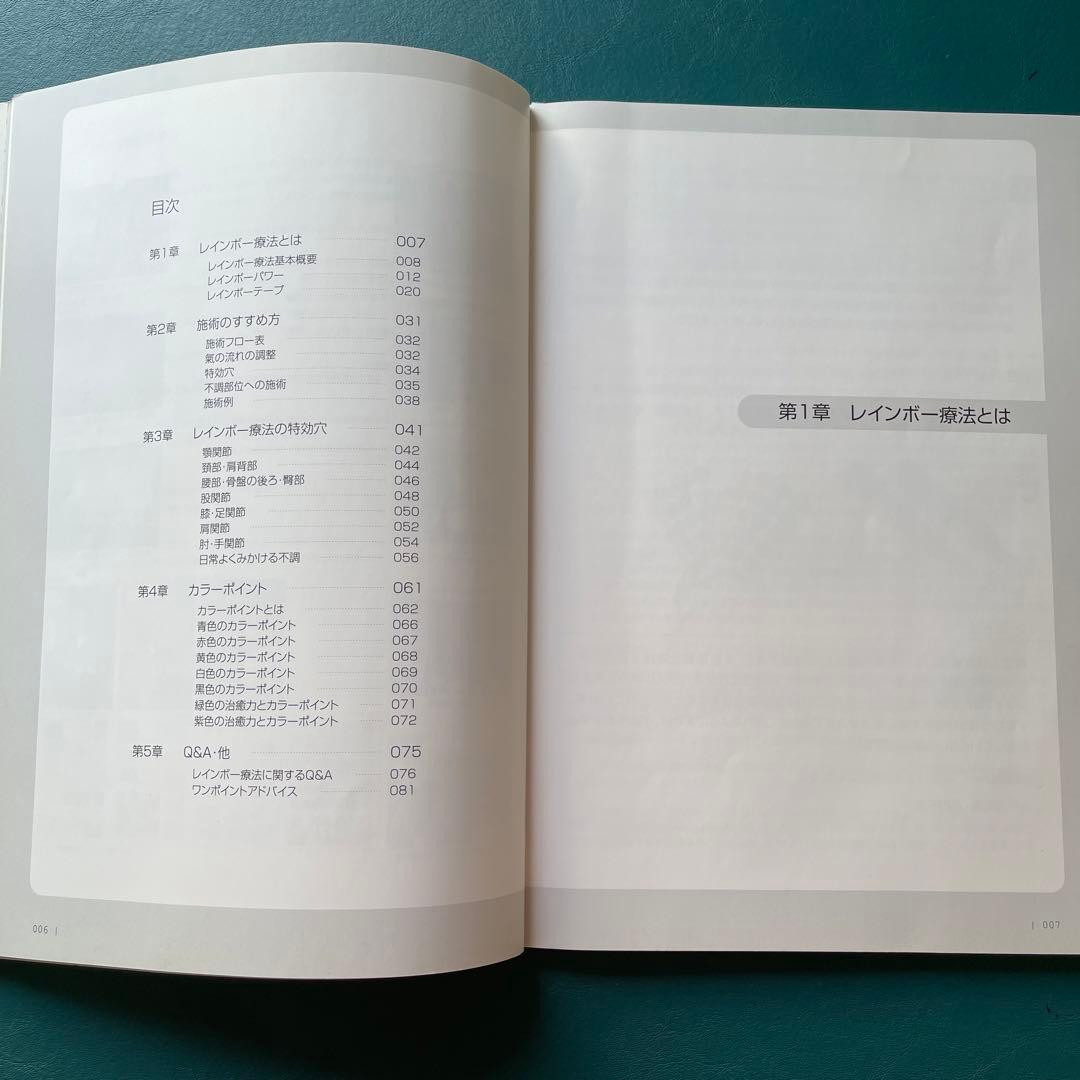 目次
第1章 レインボー療法とは 007
レインボー療法基本概要 008
レインボーパワー 012
レインボーテープ 020
第2章 施術のすすめ方 031
施術フロー表 032
氣の流れの調整 032
特効穴 034
不調部位への施術 035
施術例 038
第3章 レインボー療法の特効穴 041
顎関節 042
頚部・肩背部 044
腰部・骨盤の後ろ・臀部 046
股関節 048
膝・足関節 050
肩関節 052
肘・手関節 054
日常よくみかける不調 056
第4章 カラーポイント 061
カラーポイントとは 062
青色のカラーポイント 066
赤色のカラーポイント 067
黄色のカラーポイント 068
白色のカラーポイント 069
黒色のカラーポイント 070
緑色の治癒力とカラーポイント 071
紫色の治癒力とカラーポイント 072
第5章 Q&A・他 075
レインボー療法に関するQ&A 076
ワンポイントアドバイス 081
006 |
第1章 レインボー療法とは
| 007